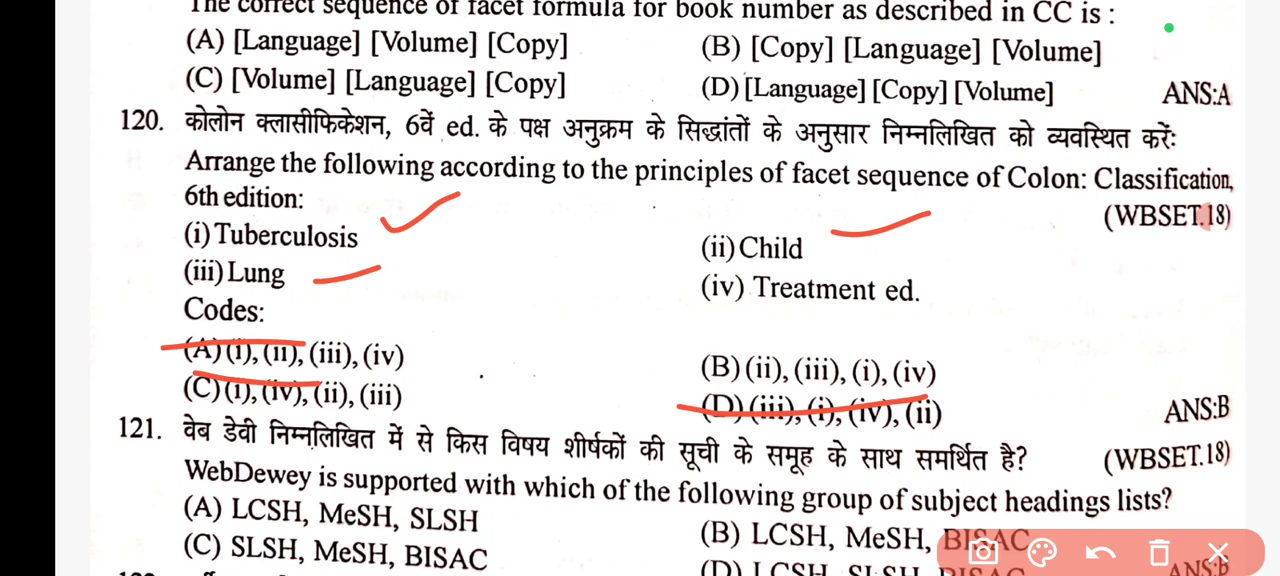 The correct sequence of facet formula for book number as described in CC is :
(A) [Language] [Volume] [Copy] (B) [Copy] [Language] [Volume]
(C) [Volume] [Language] [Copy] (D) [Language] [Copy] [Volume] ANS:A
120. कोलोन क्लासीफिकेशन, 6वें ed. के पक्ष अनुक्रम के सिद्धांतों के अनुसार निम्नलिखित को व्यवस्थित करें:
Arrange the following according to the principles of facet sequence of Colon: Classification,
6th edition: (WBSET.18)
(i) Tuberculosis (ii) Child
(iii) Lung (iv) Treatment ed.
Codes:
(A) (i), (ii), (iii), (iv) (B) (ii), (iii), (i), (iv)
(C) (i), (iv), (ii), (iii) (D) (iii), (i), (iv), (ii) ANS:B
121. वेब डेवी निम्नलिखित में से किस विषय शीर्षकों की सूची के समूह के साथ समर्थित है? (WBSET.18)
WebDewey is supported with which of the following group of subject headings lists?
(A) LCSH, MeSH, SLSH (B) LCSH, MeSH, BISAC
(C) SLSH, MeSH, BISAC (D) LCSH, SLSH, BISAC ANS:B